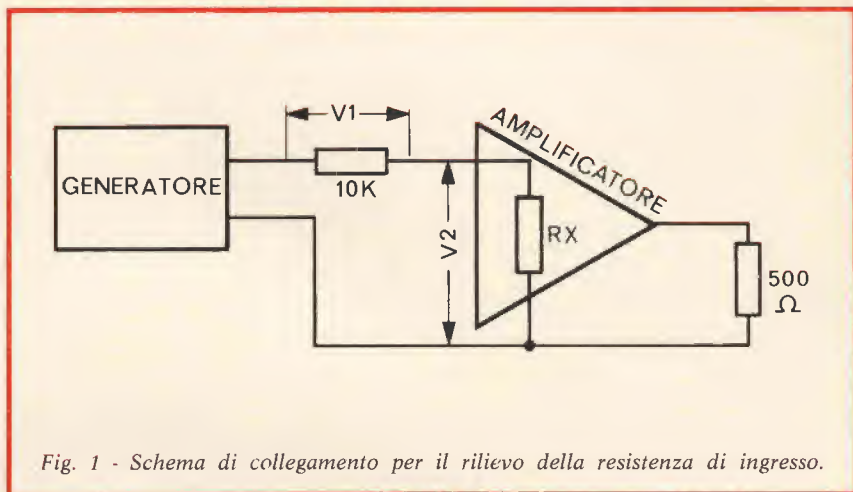 V1
GENERATORE
10K
V2
AMPLIFICATORE
RX
500
Ω
Fig. 1 - Schema di collegamento per il rilievo della resistenza di ingresso.